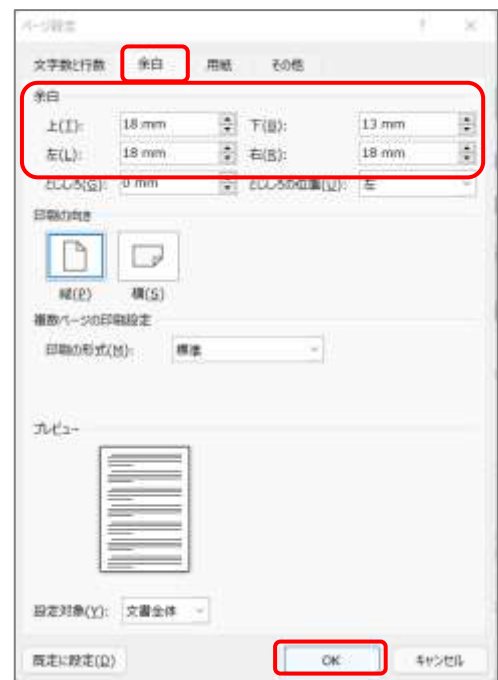 ページ設定 ? ×
文字数と行数 余白 用紙 その他
余白
上(T): 18 mm 下(B): 13 mm
左(L): 18 mm 右(R): 18 mm
とじしろ(G): 0 mm とじしろの位置(U): 左
印刷の向き
縦(P) 横(S)
複数ページの印刷設定
印刷の形式(M): 標準
プレビュー
設定対象(Y): 文書全体
既定に設定(D) OK キャンセル